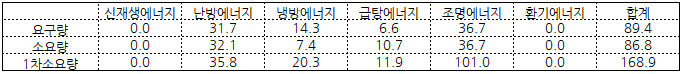 신재생에너지 난방에너지 냉방에너지 급탕에너지 조명에너지 환기에너지 합계
요구량 0.0 31.7 14.3 6.6 36.7 0.0 89.4
소요량 0.0 32.1 7.4 10.7 36.7 0.0 86.8
1차소요량 0.0 35.8 20.3 11.9 101.0 0.0 168.9